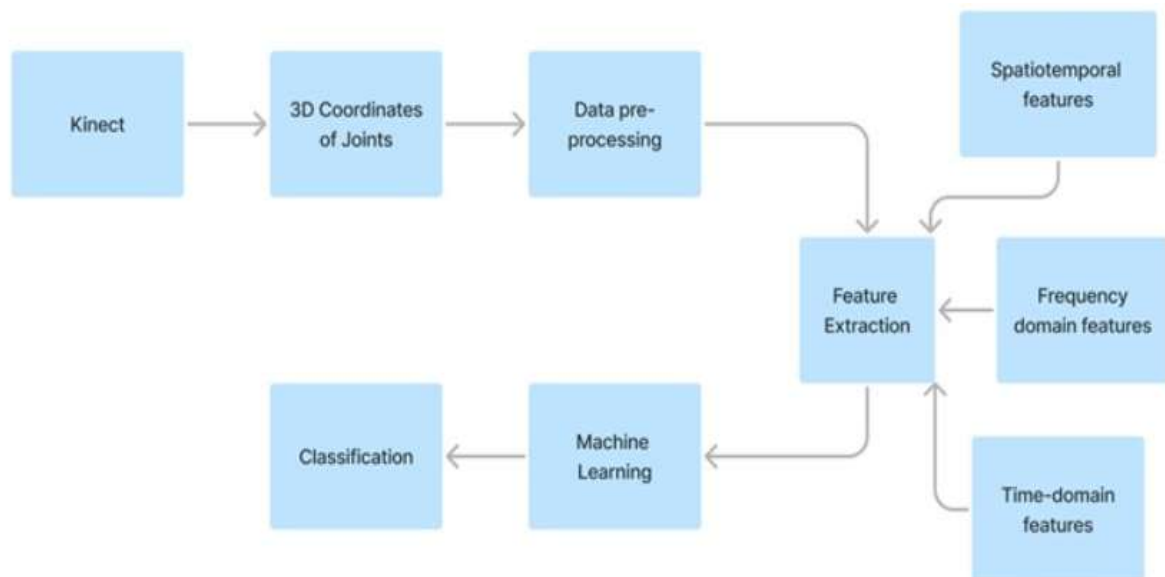 Kinect
3D Coordinates
of Joints
Data pre-
processing
Spatiotemporal
features
Feature
Extraction
Frequency
domain features
Time-domain
features
Machine
Learning
Classification